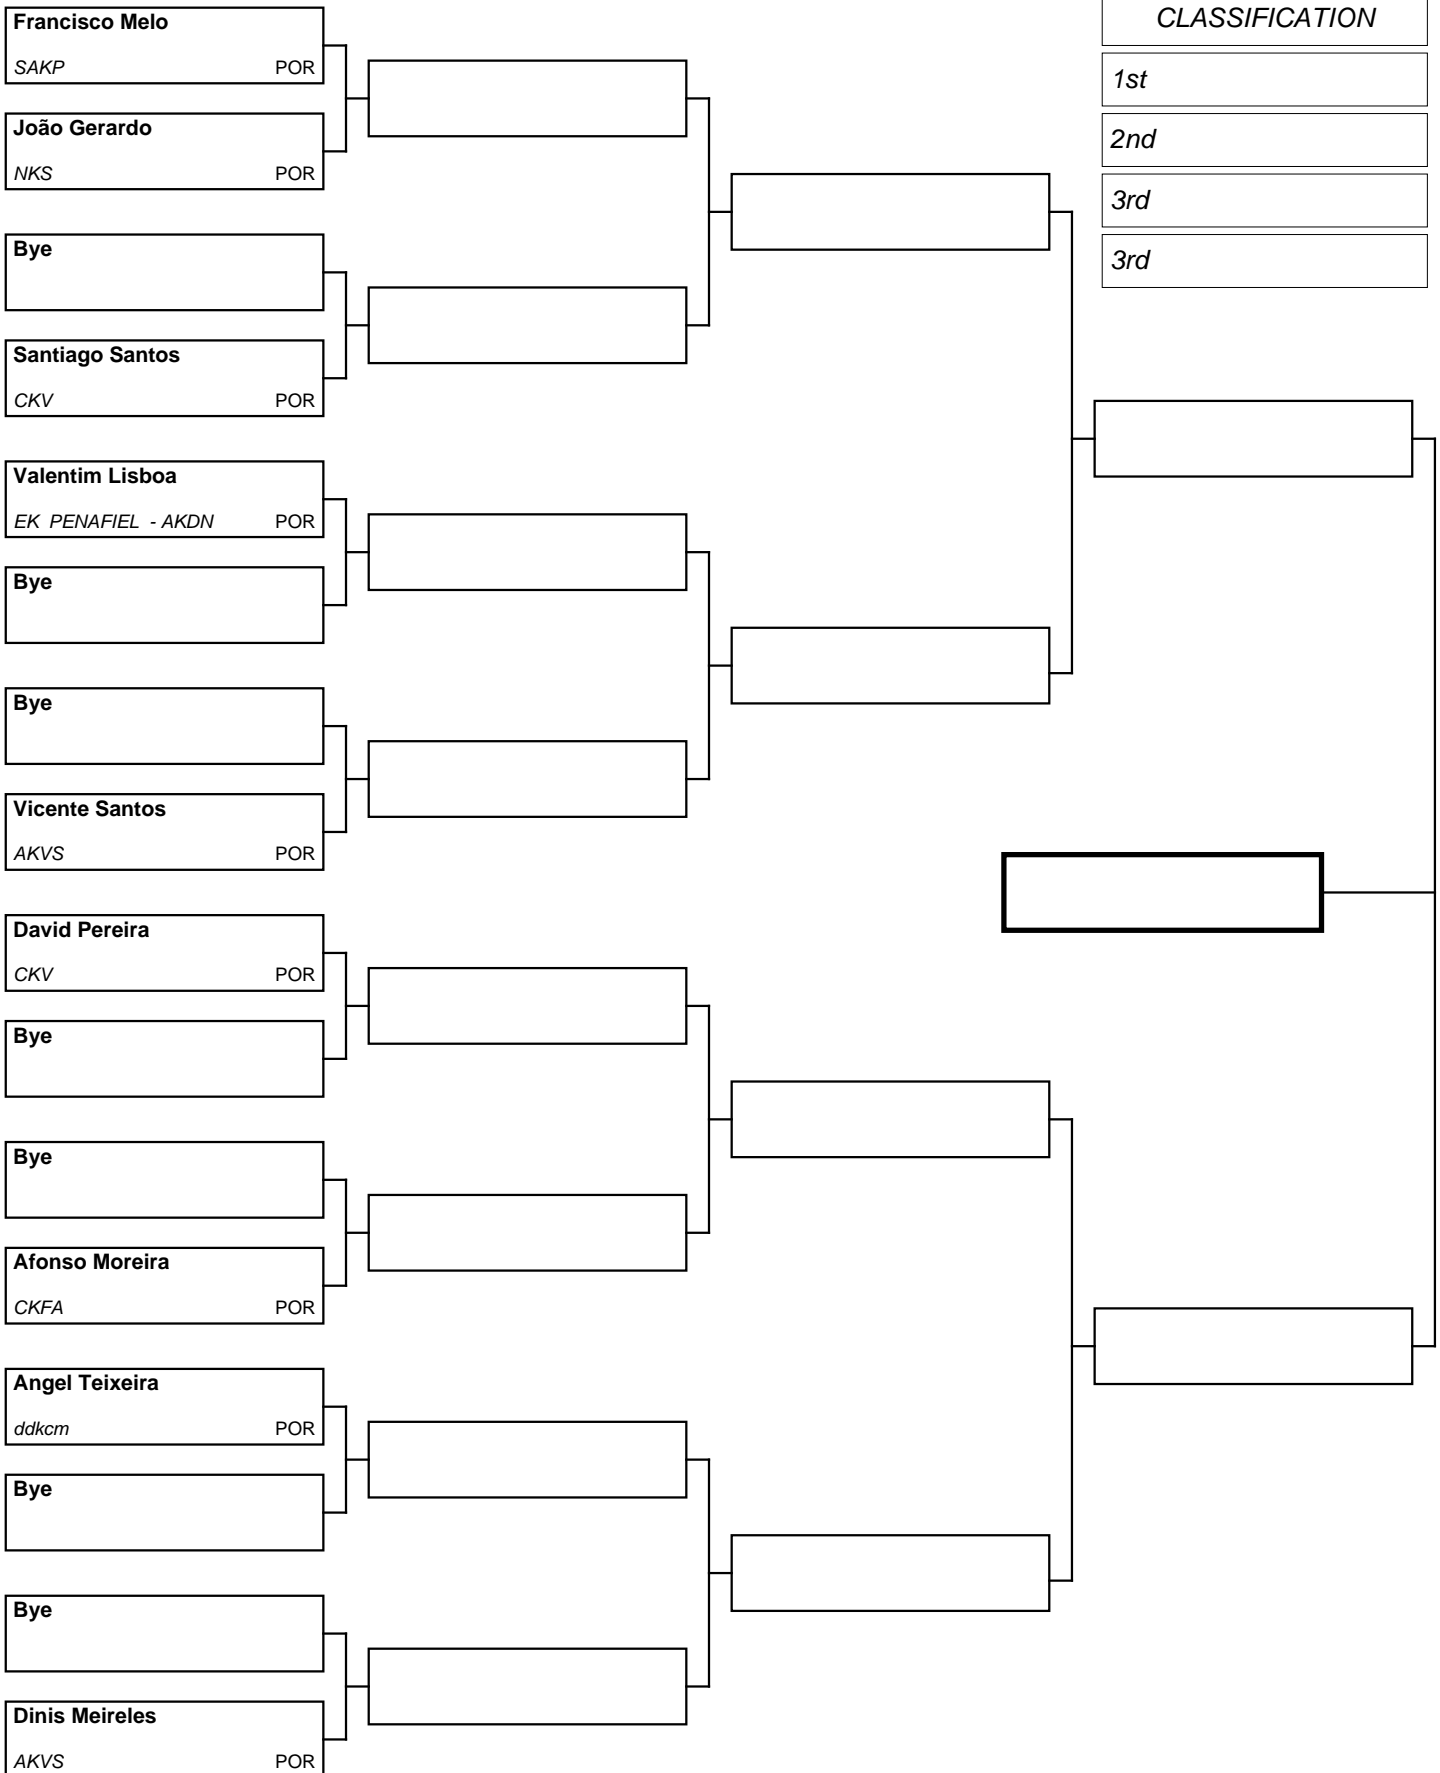 Francisco Melo
SAKP POR
João Gerardo
NKS POR
Bye
Santiago Santos
CKV POR
Valentim Lisboa
EK PENAFIEL - AKDN POR
Bye
Bye
Vicente Santos
AKVS POR
David Pereira
CKV POR
Bye
Bye
Afonso Moreira
CKFA POR
Angel Teixeira
ddkcm POR
Bye
Bye
Dinis Meireles
AKVS POR
CLASSIFICATION
1st
2nd
3rd
3rd